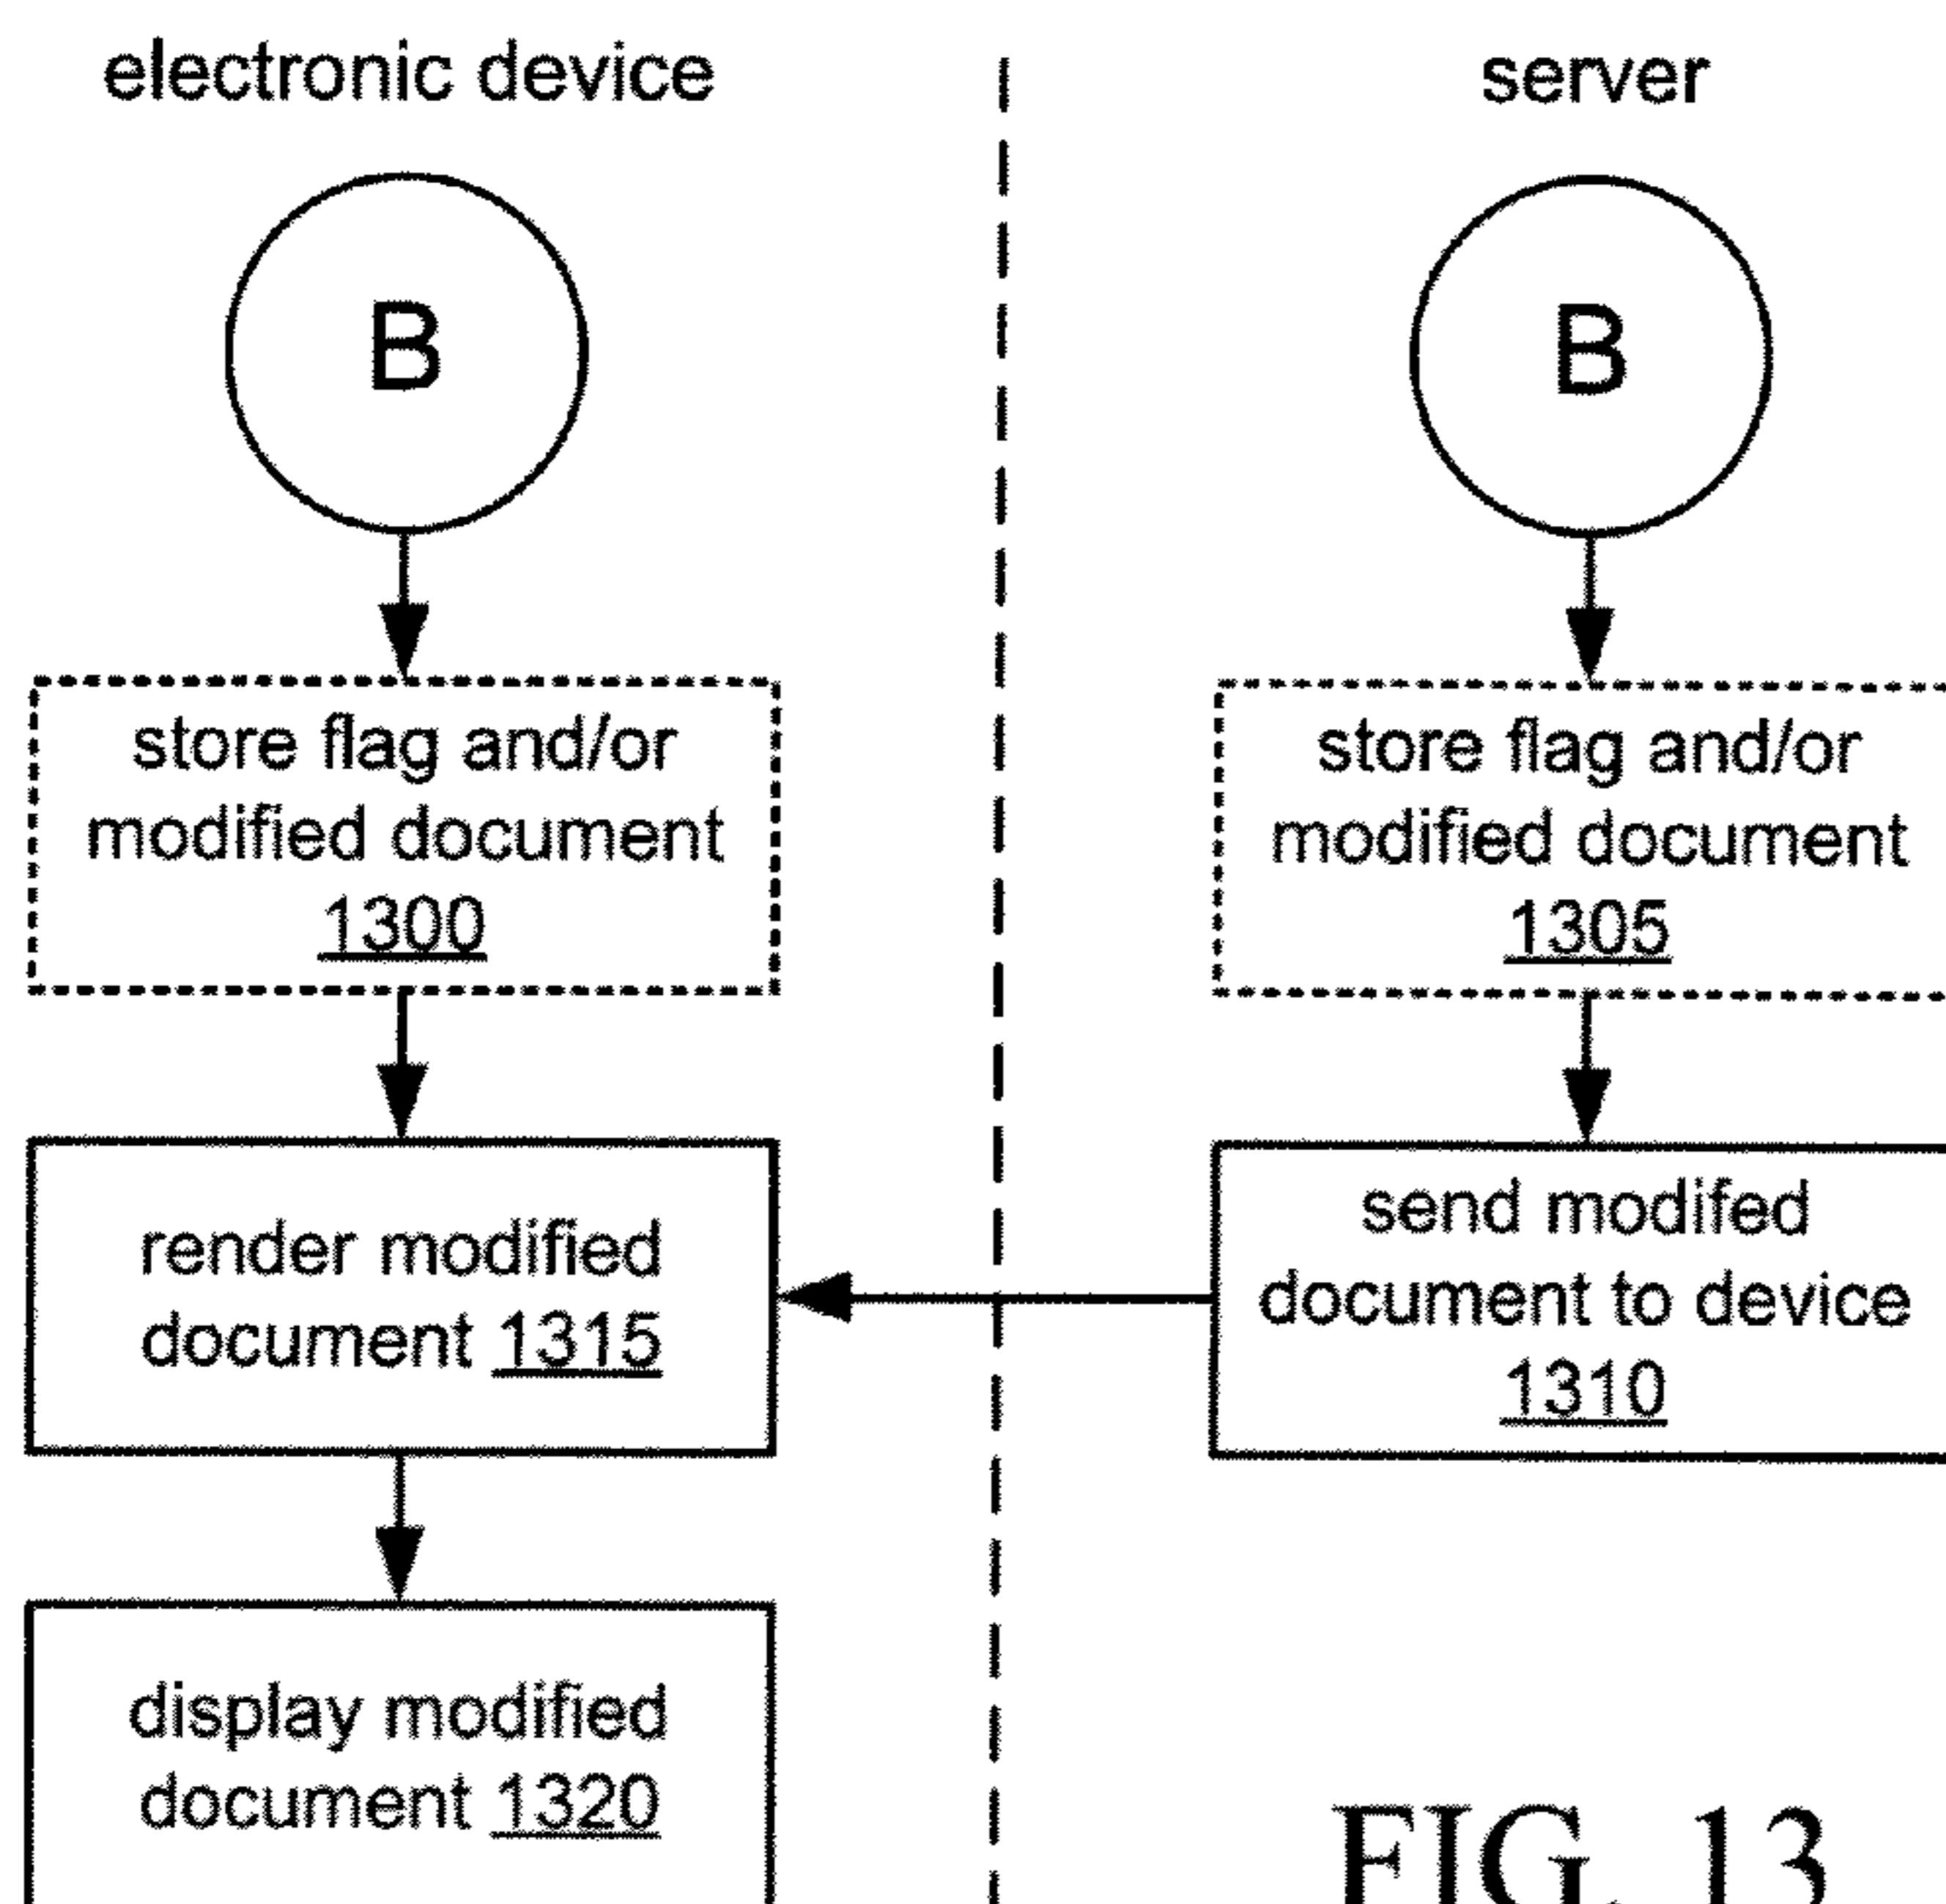 electronic device
server
B
B
store flag and/or
modified document
1300
store flag and/or
modified document
1305
render modified
document 1315
send modifed
document to device
1310
display modified
document 1320
FIG. 13